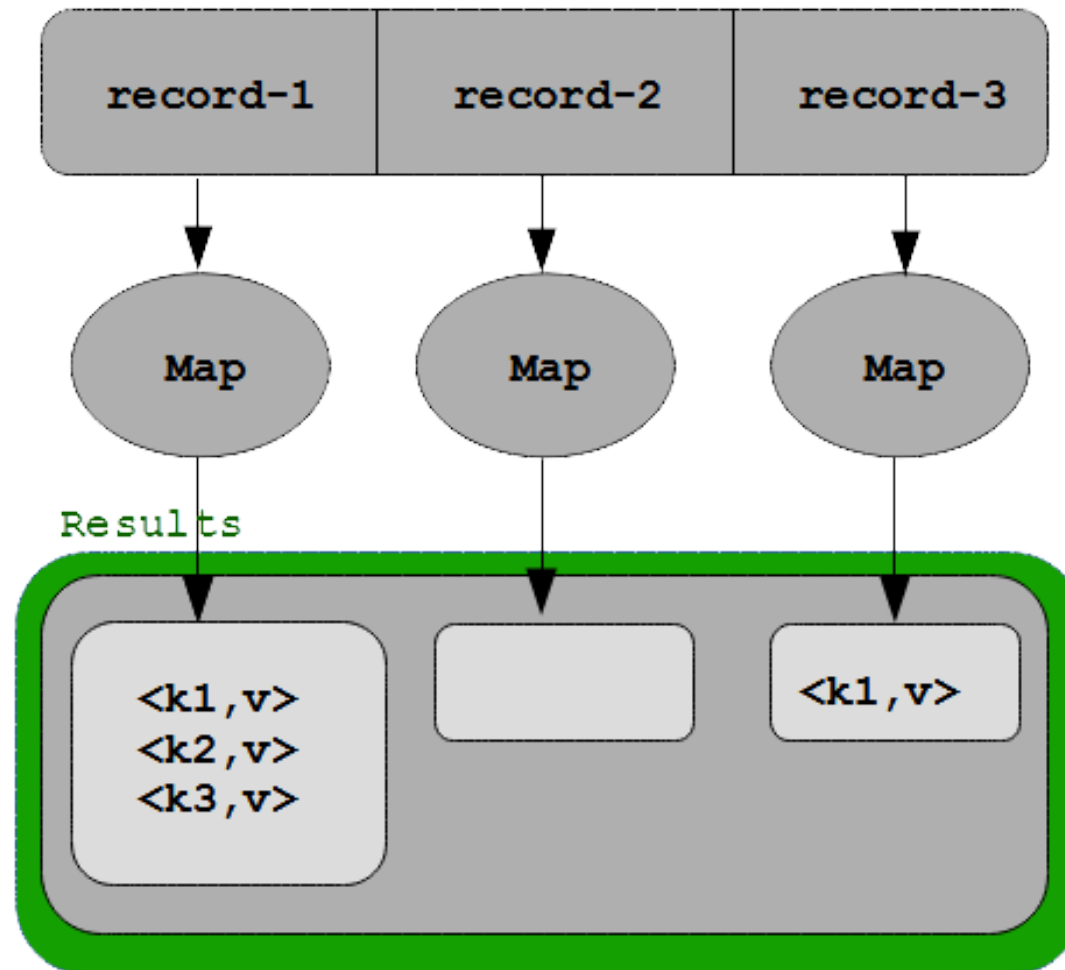 record-1 record-2 record-3
Map Map Map
Results
<k1,v> <k1,v>
<k2,v>
<k3,v>